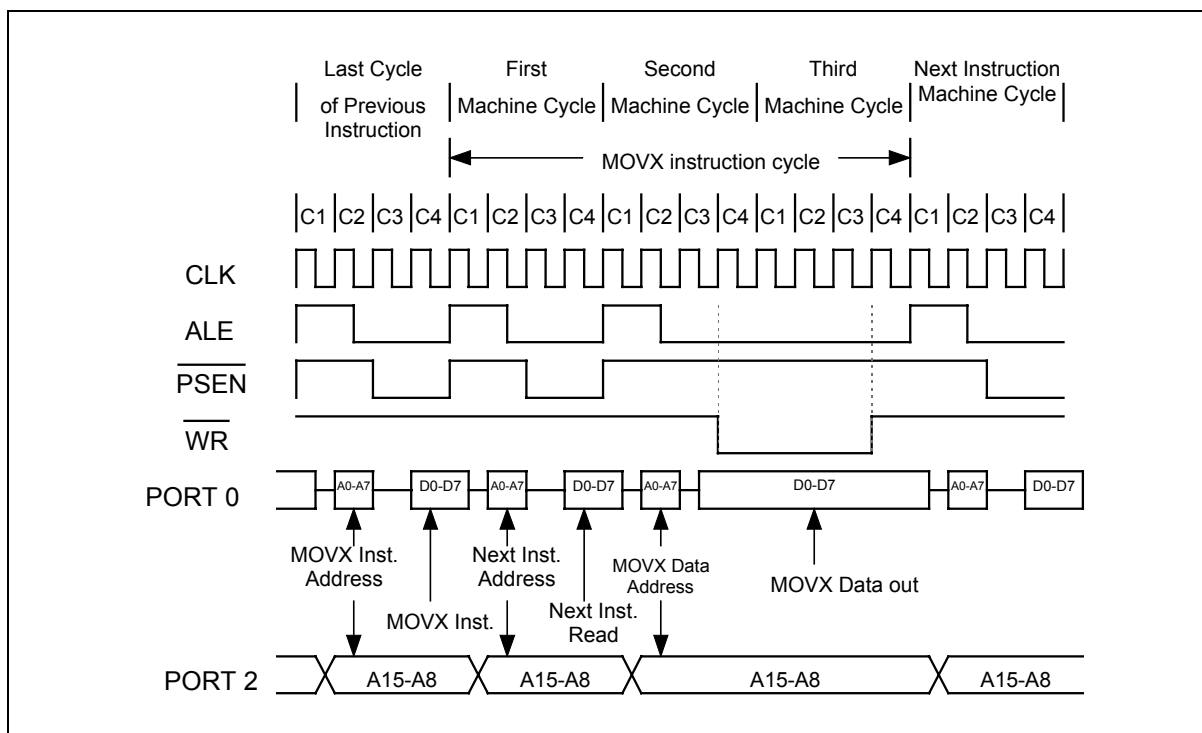 Last Cycle
of Previous
Instruction
First
Machine Cycle
Second
Machine Cycle
Third
Machine Cycle
Next Instruction
Machine Cycle
MOVX instruction cycle
C1 C2 C3 C4 C1 C2 C3 C4 C1 C2 C3 C4 C1 C2 C3 C4 C1 C2 C3 C4
CLK
ALE
PSEN
WR
PORT 0
A0-A7 D0-D7 A0-A7 D0-D7 A0-A7 D0-D7 A0-A7 D0-D7
MOVX Inst.
Address
MOVX Inst.
Next Inst.
Address
Next Inst.
Read
MOVX Data
Address
MOVX Data out
PORT 2
A15-A8 A15-A8 A15-A8 A15-A8